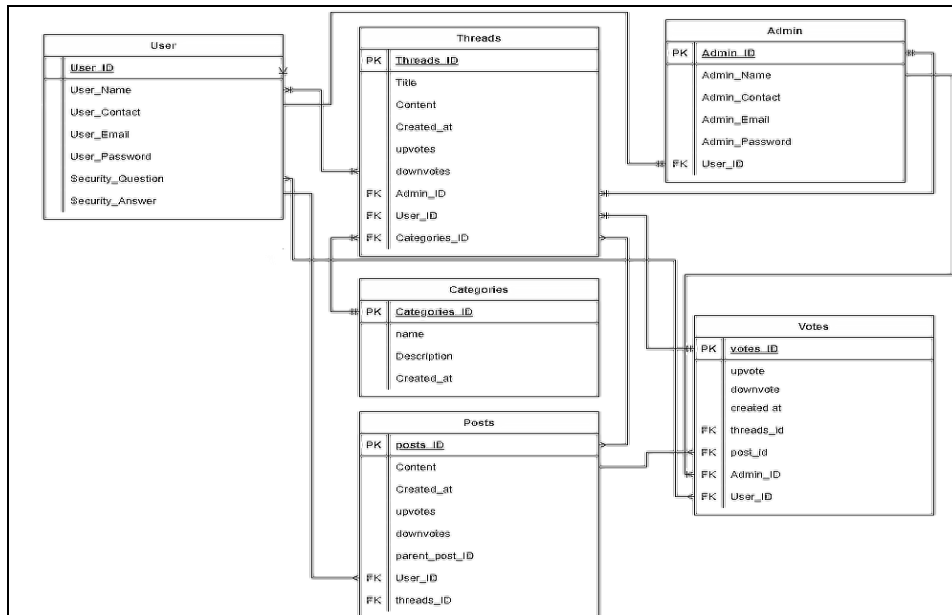 User
User_ID
User_Name
User_Contact
User_Email
User_Password
Security_Question
Security_Answer
Threads
PK Threads_ID
Title
Content
Created_at
upvotes
downvotes
FK Admin_ID
FK User_ID
FK Categories_ID
Admin
PK Admin_ID
Admin_Name
Admin_Contact
Admin_Email
Admin_Password
FK User_ID
Categories
PK Categories_ID
name
Description
Created_at
Votes
PK votes_ID
upvote
downvote
created at
FK threads_id
FK post_id
FK Admin_ID
FK User_ID
Posts
PK posts_ID
Content
Created_at
upvotes
downvotes
parent_post_ID
FK User_ID
FK threads_ID